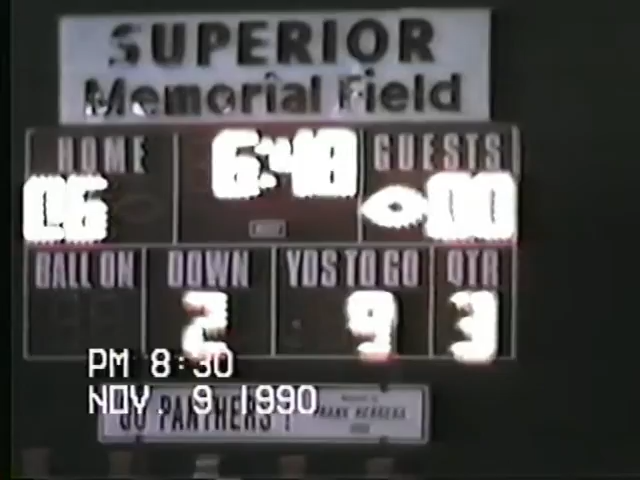 SUPERIOR
Memorial Field
HOME 6:48 GUESTS
06 00
BALL ON DOWN YDS TO GO QTR
2 9 3
PM 8:30
NOV. 9 1990
GO PANTHERS!